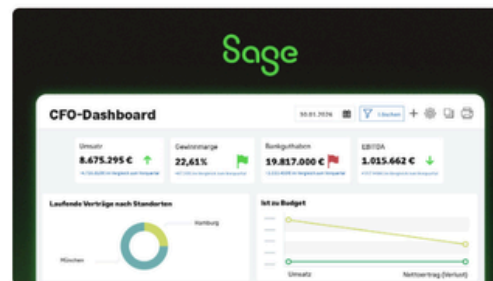 Sage
CFO-Dashboard
30.01.2026
Löschen
Umsatz
8.675.295 €
Gewinnmarge
22,61%
Bankguthaben
19.817.000 €
EBITDA
1.015.662 €
Laufende Verträge nach Standorten
Hamburg
München
Ist zu Budget
Umsatz
Nettoertrag (Verlust)